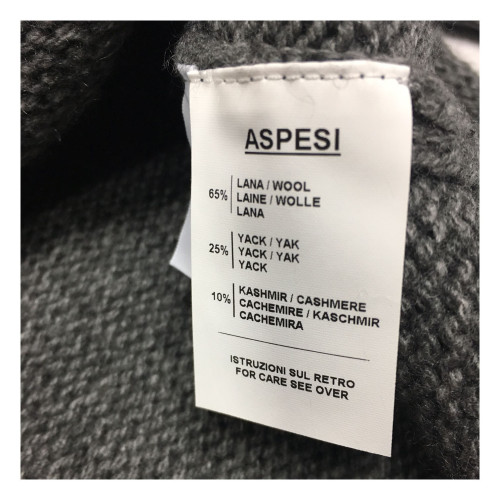 ASPESI
65% LANA / WOOL
LAINE / WOLLE
LANA
25% YACK / YAK
YACK / YAK
YACK
10% KASHMIR / CASHMERE
CACHEMIRE / KASCHMIR
CACHEMIRA
ISTRUZIONI SUL RETRO
FOR CARE SEE OVER